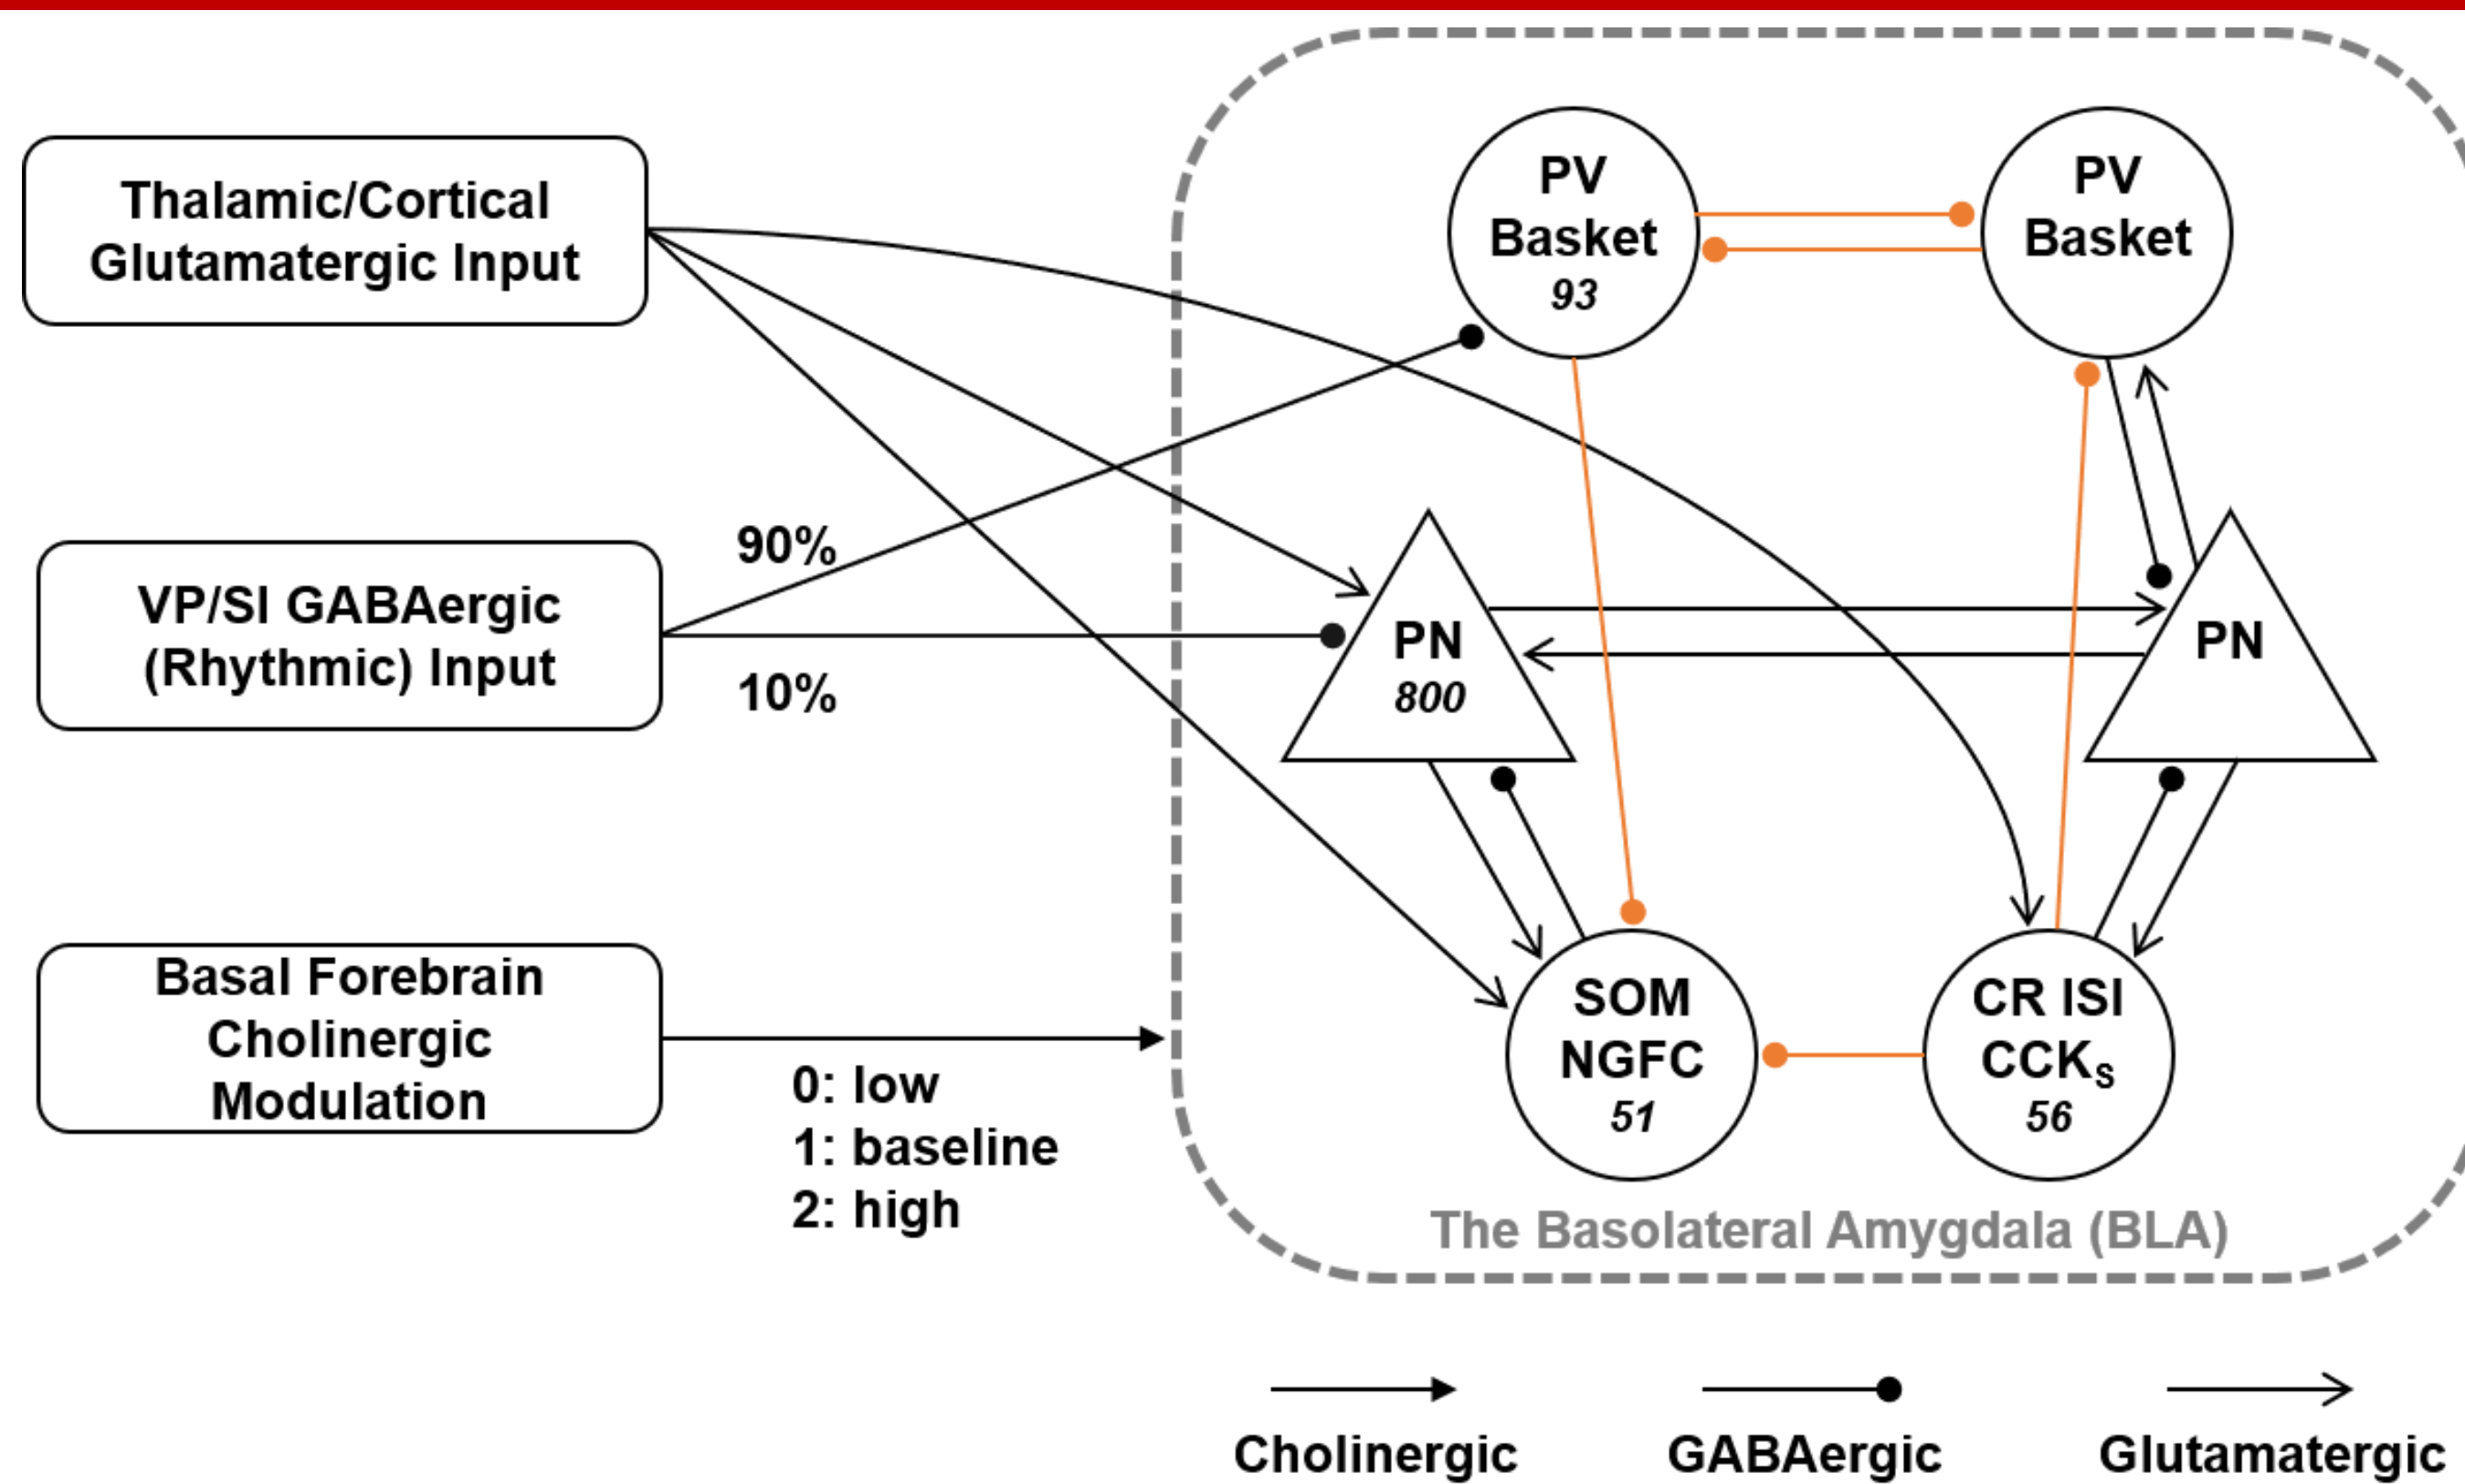 Thalamic/Cortical
Glutamatergic Input
VP/SI GABAergic
(Rhythmic) Input
Basal Forebrain
Cholinergic
Modulation
90%
10%
0: low
1: baseline
2: high
PV
Basket
93
PV
Basket
PN
800
PN
SOM
NGFC
51
CR ISI
CCKS
56
The Basolateral Amygdala (BLA)
Cholinergic
GABAergic
Glutamatergic